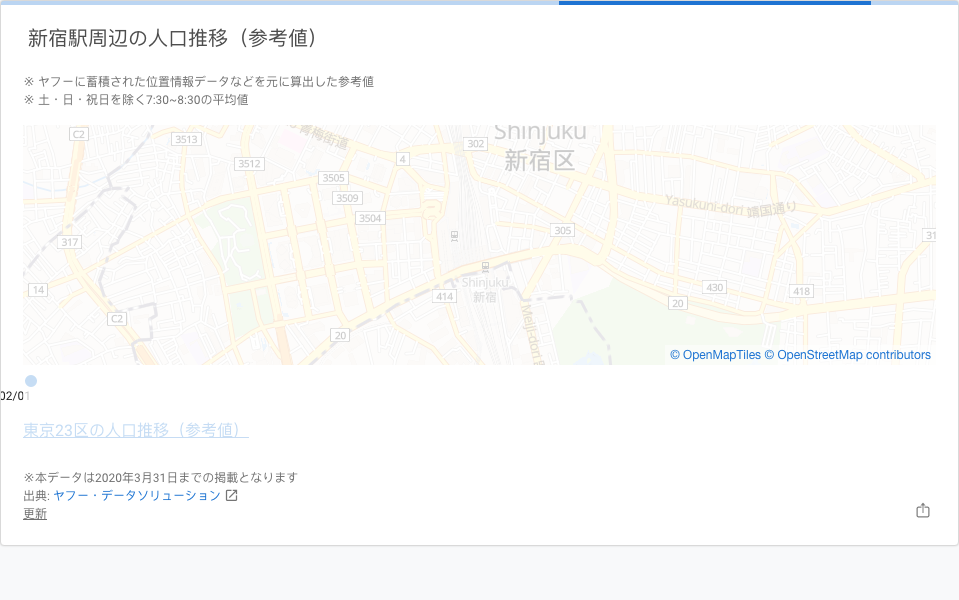 新宿駅周辺の人口推移（参考値）
※ ヤフーに蓄積された位置情報データなどを元に算出した参考値
※ 土・日・祝日を除く7:30~8:30の平均値
Shinjuku
新宿区
C2
3513
青梅街道
302
4
3512
3505
3509
3504
Yasukuni-dori 靖国通り
305
317
31
Shinjuku
新宿
14
414
430
418
20
C2
20
Meiji-dori
© OpenMapTiles © OpenStreetMap contributors
02/01
東京23区の人口推移（参考値）
※本データは2020年3月31日までの掲載となります
出典: ヤフー・データソリューション
更新